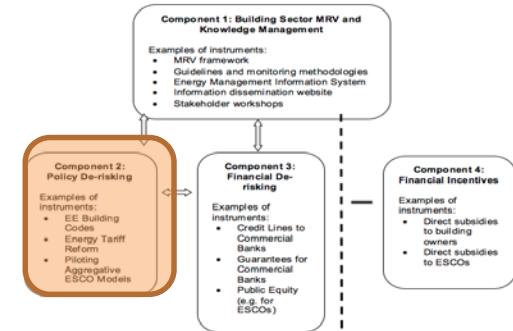 Component 1: Building Sector MRV and
Knowledge Management
Examples of instruments:
• MRV framework
• Guidelines and monitoring methodologies
• Energy Management Information System
• Information dissemination website
• Stakeholder workshops
Component 2:
Policy De-risking
Examples of
instruments:
• EE Building
Codes
• Energy Tariff
Reform
• Piloting
Aggregative
ESCO Models
Component 3:
Financial De-
risking
Examples of
instruments:
• Credit Lines to
Commercial
Banks
• Guarantees for
Commercial
Banks
• Public Equity
(e.g. for
ESCOs)
Component 4:
Financial Incentives
Examples of
instruments:
• Direct subsidies
to building
owners
• Direct subsidies
to ESCOs